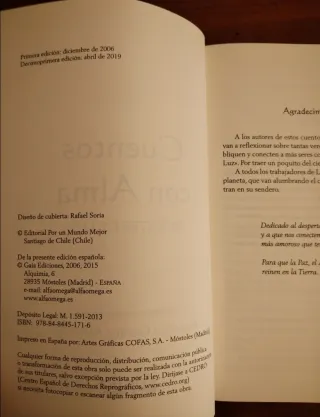 Primera edición: diciembre de 2006
Decimoprimera edición: abril de 2019
Cuentos
con Alma
Diseño de cubierta: Rafael Soria
© Editorial Por un Mundo Mejor
Santiago de Chile (Chile)
De la presente edición española:
© Gaia Ediciones, 2006, 2015
Alquimia, 6
28935 Móstoles (Madrid) - ESPAÑA
e-mail: alfaomega@alfaomega.es
www.alfaomega.es
Depósito Legal: M. 1.591-2013
ISBN: 978-84-8445-171-6
Impreso en España por: Artes Gráficas COFAS, S.A. - Móstoles (Madrid)
Cualquier forma de reproducción, distribución, comunicación pública
o transformación de esta obra solo puede ser realizada con la autorización
de sus titulares, salvo excepción prevista por la ley. Diríjase a CEDRO
(Centro Español de Derechos Reprográficos, www.cedro.org)
si necesita fotocopiar o escanear algún fragmento de esta obra.
Agradecim
A los autores de estos cuento
van a reflexionar sobre tantas ver
bliquen y conecten a más seres co
Luz». Por traer un poquito del cie
A todos los trabajadores de L
planeta, que van alumbrando el c
tran en su sendero.
Dedicado al despert
y a que nos conecten
más amorosos que te
Para que la Paz, el A
reinen en la Tierra.